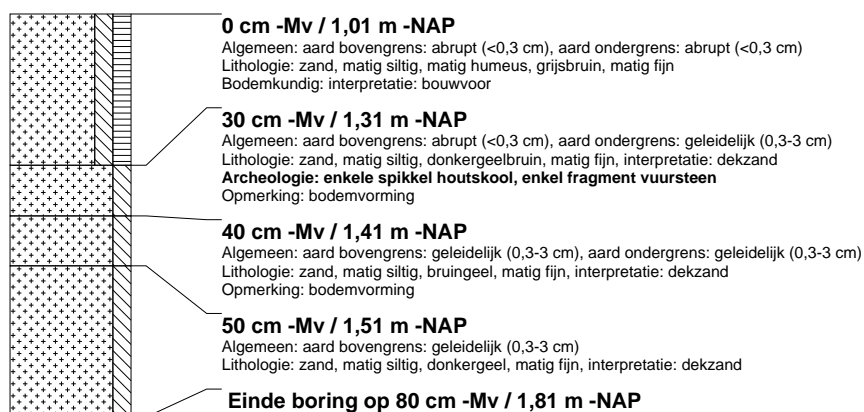 0 cm -Mv / 1,01 m -NAP
Algemeen: aard bovengrens: abrupt (<0,3 cm), aard ondergrens: abrupt (<0,3 cm)
Lithologie: zand, matig siltig, matig humeus, grijsbruin, matig fijn
Bodemkundig: interpretatie: bouwvoor
30 cm -Mv / 1,31 m -NAP
Algemeen: aard bovengrens: abrupt (<0,3 cm), aard ondergrens: geleidelijk (0,3-3 cm)
Lithologie: zand, matig siltig, donkergeelbruin, matig fijn, interpretatie: dekzand
Archeologie: enkele spikkel houtskool, enkel fragment vuursteen
Opmerking: bodemvorming
40 cm -Mv / 1,41 m -NAP
Algemeen: aard bovengrens: geleidelijk (0,3-3 cm), aard ondergrens: geleidelijk (0,3-3 cm)
Lithologie: zand, matig siltig, bruingeel, matig fijn, interpretatie: dekzand
Opmerking: bodemvorming
50 cm -Mv / 1,51 m -NAP
Algemeen: aard bovengrens: geleidelijk (0,3-3 cm)
Lithologie: zand, matig siltig, donkergeel, matig fijn, interpretatie: dekzand
Einde boring op 80 cm -Mv / 1,81 m -NAP